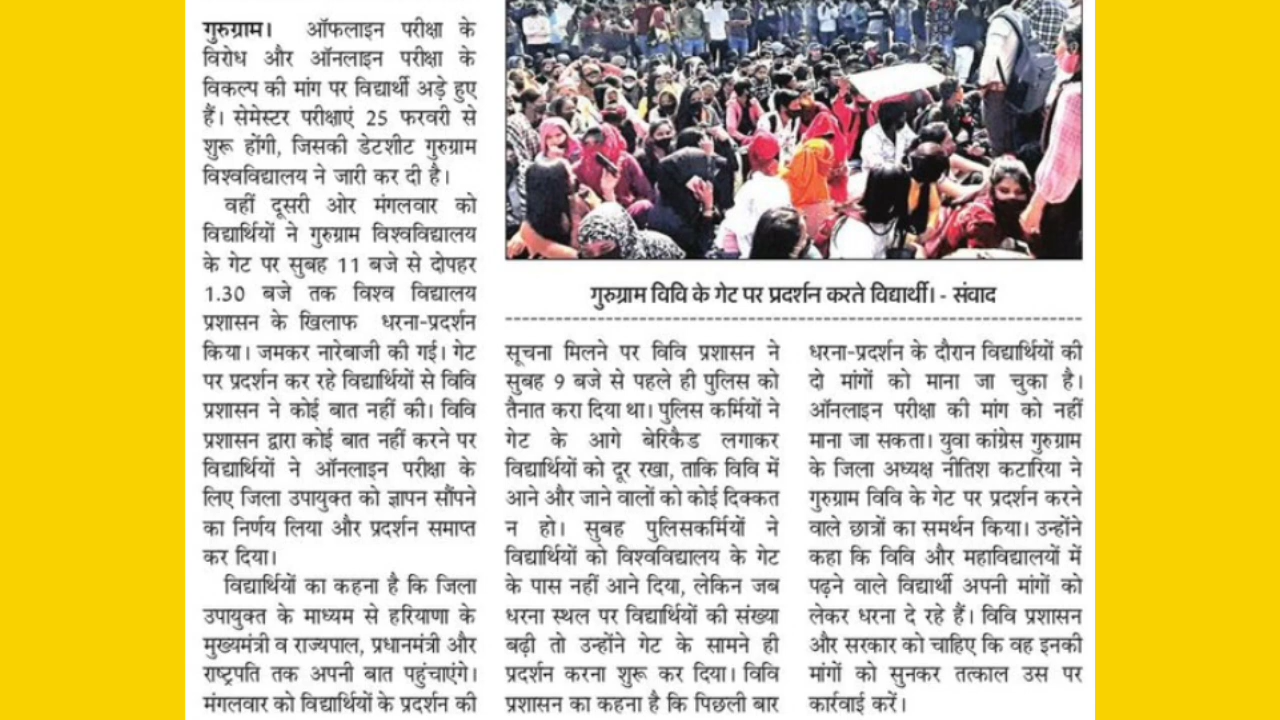 गुरुग्राम। ऑफलाइन परीक्षा के
विरोध और ऑनलाइन परीक्षा के
विकल्प की मांग पर विद्यार्थी अड़े हुए
हैं। सेमेस्टर परीक्षाएं 25 फरवरी से
शुरू होंगी, जिसकी डेटशीट गुरुग्राम
विश्वविद्यालय ने जारी कर दी है।
वहीं दूसरी ओर मंगलवार को
विद्यार्थियों ने गुरुग्राम विश्वविद्यालय
के गेट पर सुबह 11 बजे से दोपहर
1.30 बजे तक विश्व विद्यालय
प्रशासन के खिलाफ धरना-प्रदर्शन
किया। जमकर नारेबाजी की गई। गेट
पर प्रदर्शन कर रहे विद्यार्थियों से विवि
प्रशासन ने कोई बात नहीं की। विवि
प्रशासन द्वारा कोई बात नहीं करने पर
विद्यार्थियों ने ऑनलाइन परीक्षा के
लिए जिला उपायुक्त को ज्ञापन सौंपने
का निर्णय लिया और प्रदर्शन समाप्त
कर दिया।
विद्यार्थियों का कहना है कि जिला
उपायुक्त के माध्यम से हरियाणा के
मुख्यमंत्री व राज्यपाल, प्रधानमंत्री और
राष्ट्रपति तक अपनी बात पहुंचाएंगे।
मंगलवार को विद्यार्थियों के प्रदर्शन की
गुरुग्राम विवि के गेट पर प्रदर्शन करते विद्यार्थी। - संवाद
सूचना मिलने पर विवि प्रशासन ने
सुबह 9 बजे से पहले ही पुलिस को
तैनात करा दिया था। पुलिस कर्मियों ने
गेट के आगे बेरिकैड लगाकर
विद्यार्थियों को दूर रखा, ताकि विवि में
आने और जाने वालों को कोई दिक्कत
न हो। सुबह पुलिसकर्मियों ने
विद्यार्थियों को विश्वविद्यालय के गेट
के पास नहीं आने दिया, लेकिन जब
धरना स्थल पर विद्यार्थियों की संख्या
बढ़ी तो उन्होंने गेट के सामने ही
प्रदर्शन करना शुरू कर दिया। विवि
प्रशासन का कहना है कि पिछली बार
धरना-प्रदर्शन के दौरान विद्यार्थियों की
दो मांगों को माना जा चुका है।
ऑनलाइन परीक्षा की मांग को नहीं
माना जा सकता। युवा कांग्रेस गुरुग्राम
के जिला अध्यक्ष नीतिश कटारिया ने
गुरुग्राम विवि के गेट पर प्रदर्शन करने
वाले छात्रों का समर्थन किया। उन्होंने
कहा कि विवि और महाविद्यालयों में
पढ़ने वाले विद्यार्थी अपनी मांगों को
लेकर धरना दे रहे हैं। विवि प्रशासन
और सरकार को चाहिए कि वह इनकी
मांगों को सुनकर तत्काल उस पर
कार्रवाई करें।